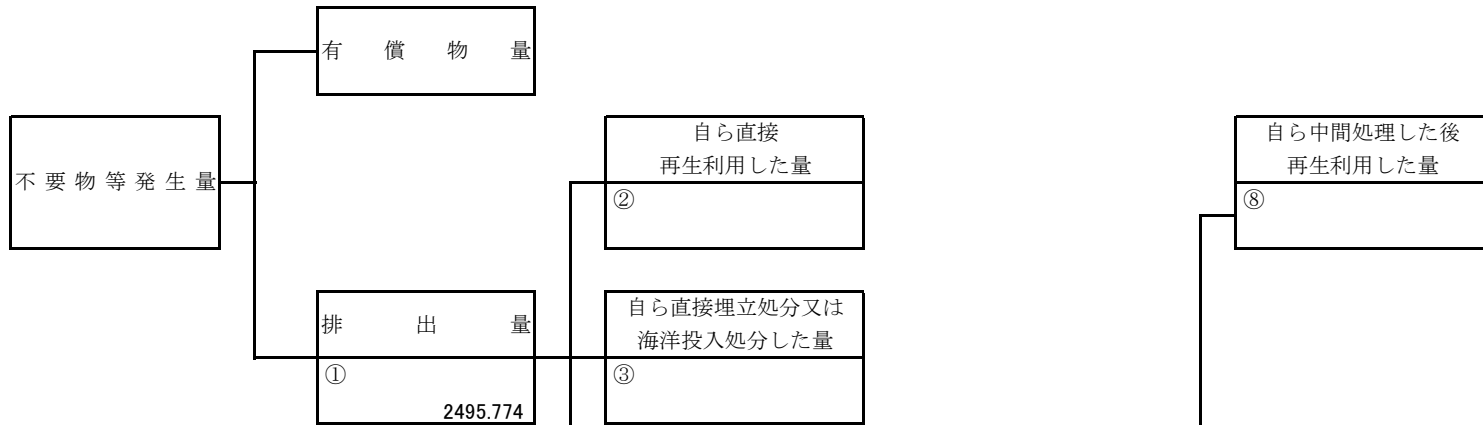 有償物量
自ら直接
再生利用した量
②
自ら中間処理した後
再生利用した量
⑧
不要物等発生量
排出量
①
2495.774
自ら直接埋立処分又は
海洋投入処分した量
③